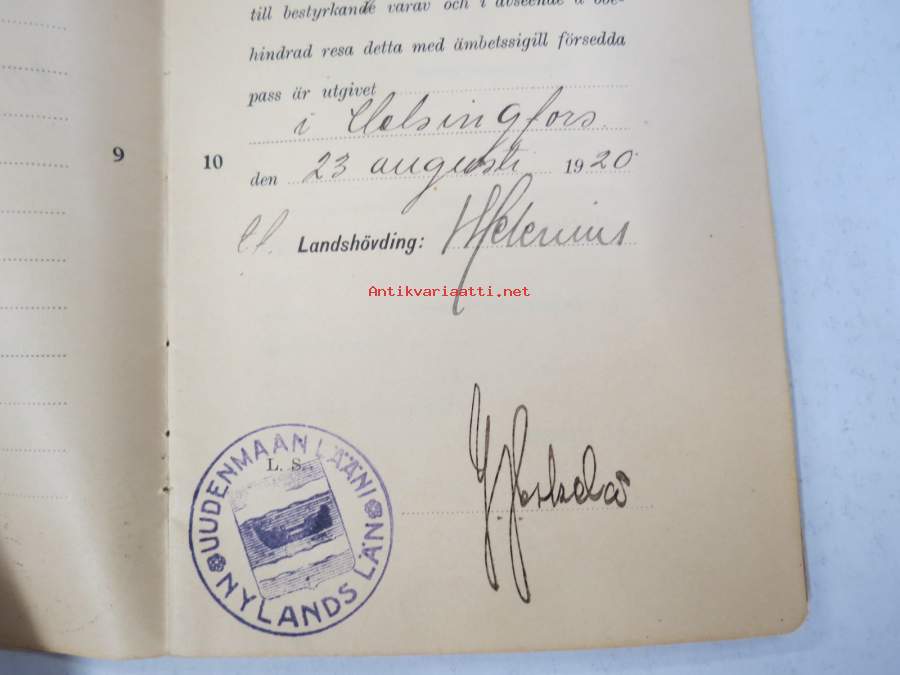 till bestyrkande varav och i avseende å obe-
hindrad resa detta med ämbetssigill försedda
pass är utgivet
i Helsingfors.
9 10 den 23 augusti 1920
Landshövding:
Antikvariaatti.net
L. S.
UUDENMAAN LÄÄNI
NYLANDS LÄN